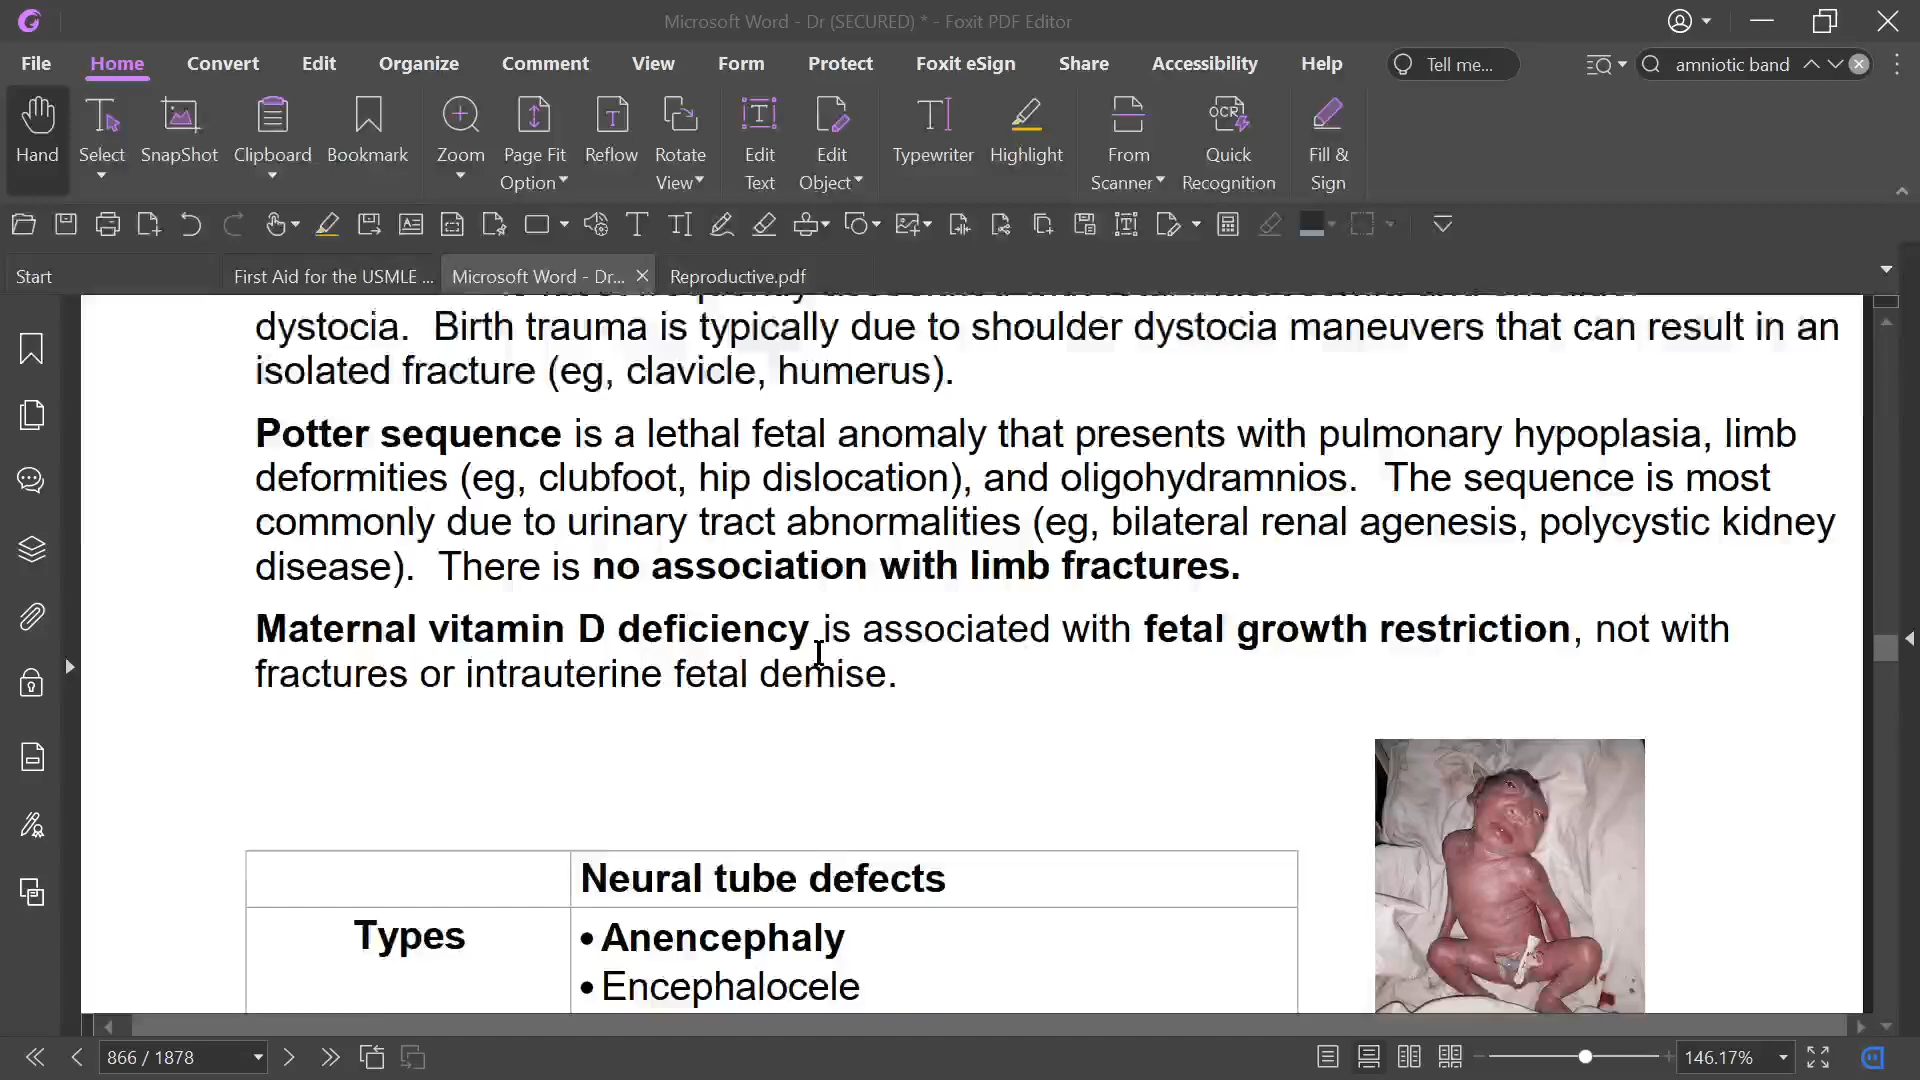 Microsoft Word - Dr (SECURED) * - Foxit PDF Editor
File Home Convert Edit Organize Comment View Form Protect Foxit eSign Share Accessibility Help Tell me... amniotic band
Hand Select SnapShot Clipboard Bookmark Zoom Page Fit Option Reflow Rotate View Edit Text Edit Object Typewriter Highlight From Scanner Quick Recognition Fill & Sign
Start First Aid for the USMLE ... Microsoft Word - Dr... Reproductive.pdf
dystocia. Birth trauma is typically due to shoulder dystocia maneuvers that can result in an
isolated fracture (eg, clavicle, humerus).
Potter sequence is a lethal fetal anomaly that presents with pulmonary hypoplasia, limb
deformities (eg, clubfoot, hip dislocation), and oligohydramnios. The sequence is most
commonly due to urinary tract abnormalities (eg, bilateral renal agenesis, polycystic kidney
disease). There is no association with limb fractures.
Maternal vitamin D deficiency is associated with fetal growth restriction, not with
fractures or intrauterine fetal demise.
Neural tube defects
Types
• Anencephaly
• Encephalocele
866 / 1878
146.17%